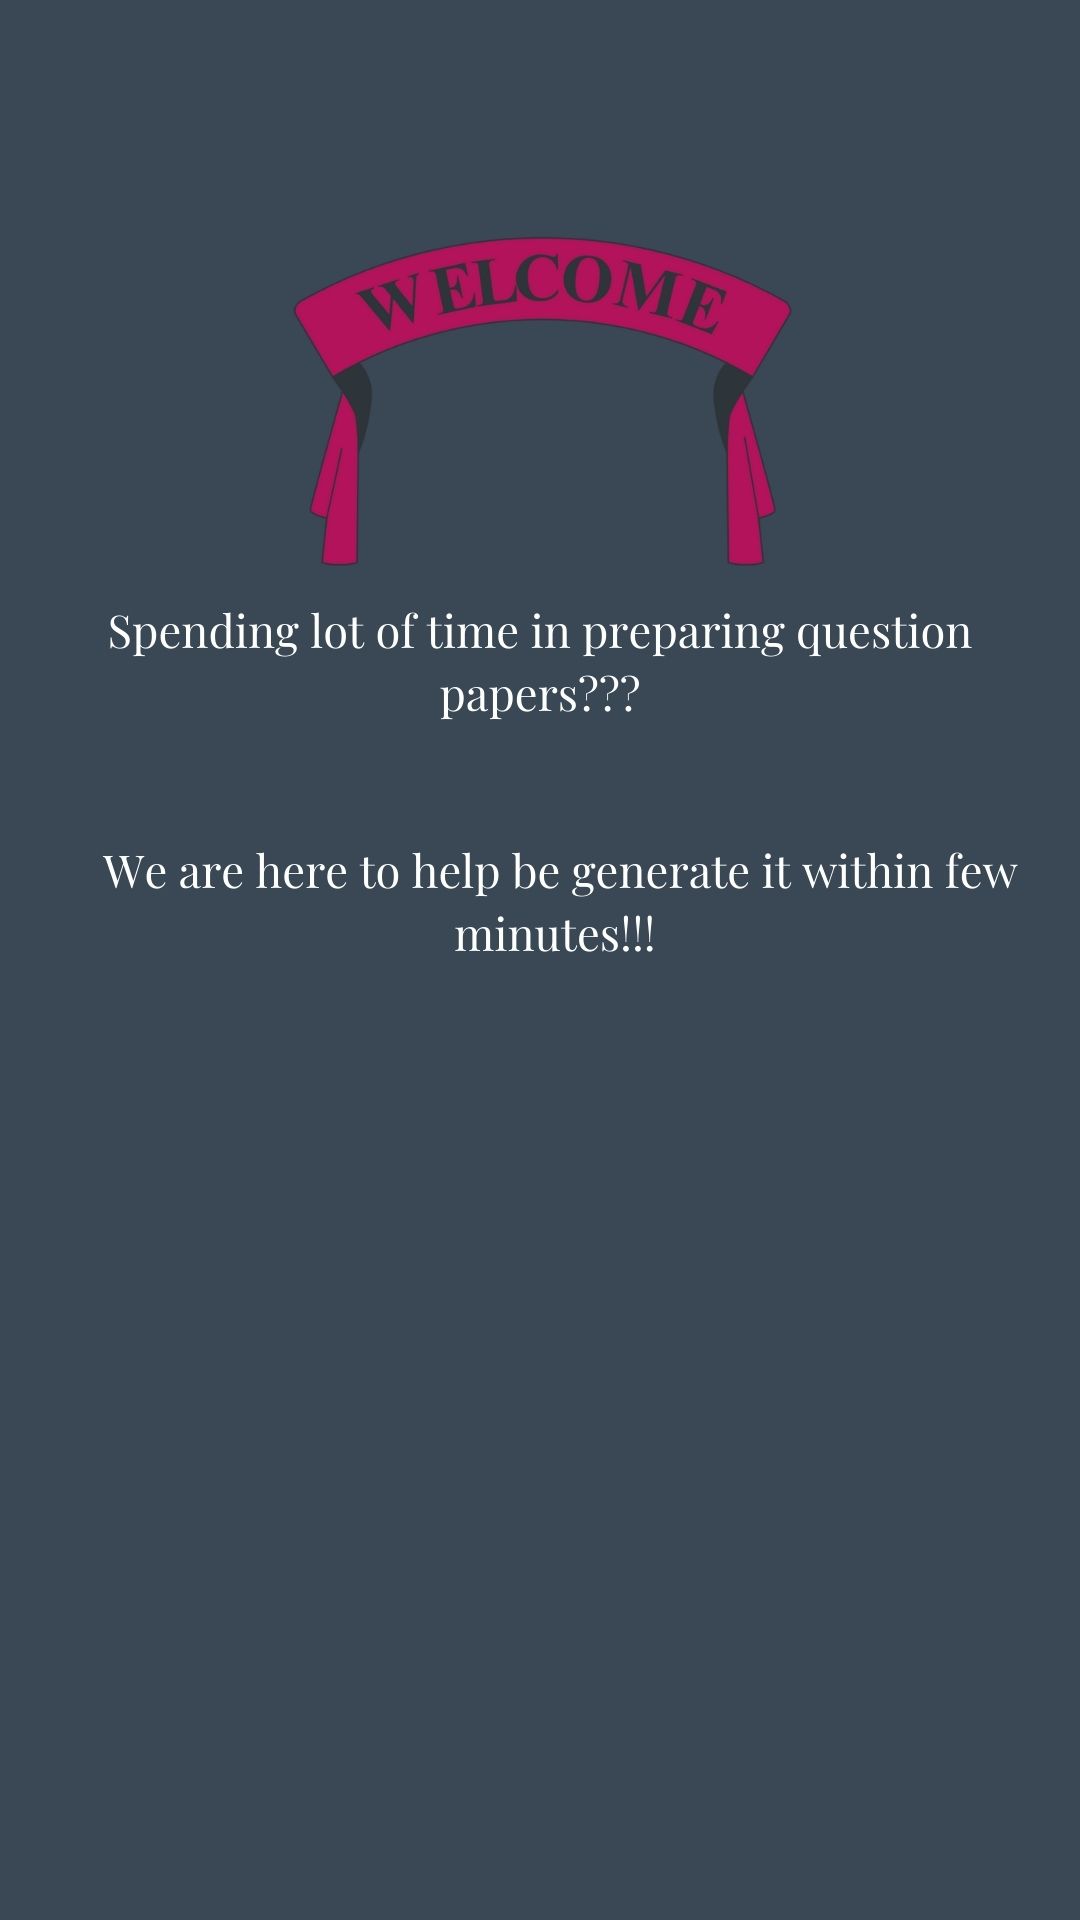 WELCOME
Spending lot of time in preparing question
papers???
We are here to help be generate it within few
minutes!!!